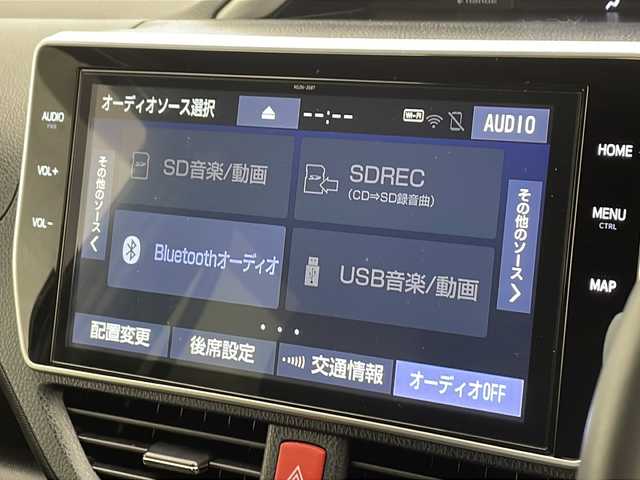 オーディオソース選択
--:--
Wi-Fi
AUDIO
AUDIO
VOL+
VOL-
その他のソース
SD音楽/動画
SDREC
(CD⇒SD録音曲)
Bluetoothオーディオ
USB音楽/動画
その他のソース
配置変更
後席設定
交通情報
オーディオOFF
HOME
MENU
CTRL
MAP